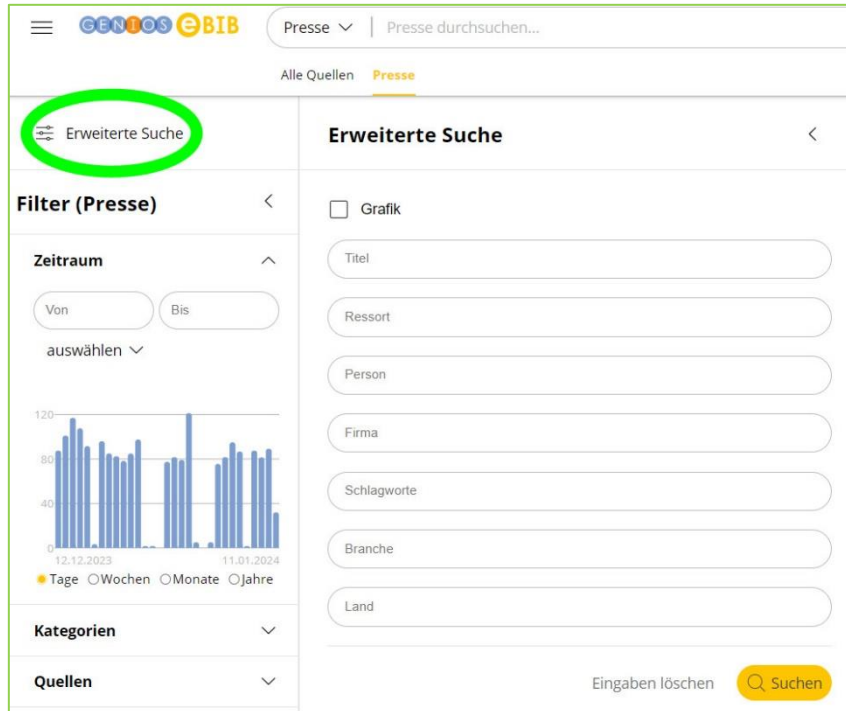 GENIOS eBIB
Presse
Presse durchsuchen...
Alle Quellen Presse
Erweiterte Suche
Filter (Presse)
Zeitraum
Von Bis
auswählen
120
80
40
0
12.12.2023 11.01.2024
Tage Wochen Monate Jahre
Kategorien
Quellen
Erweiterte Suche
Grafik
Titel
Ressort
Person
Firma
Schlagworte
Branche
Land
Eingaben löschen Suchen